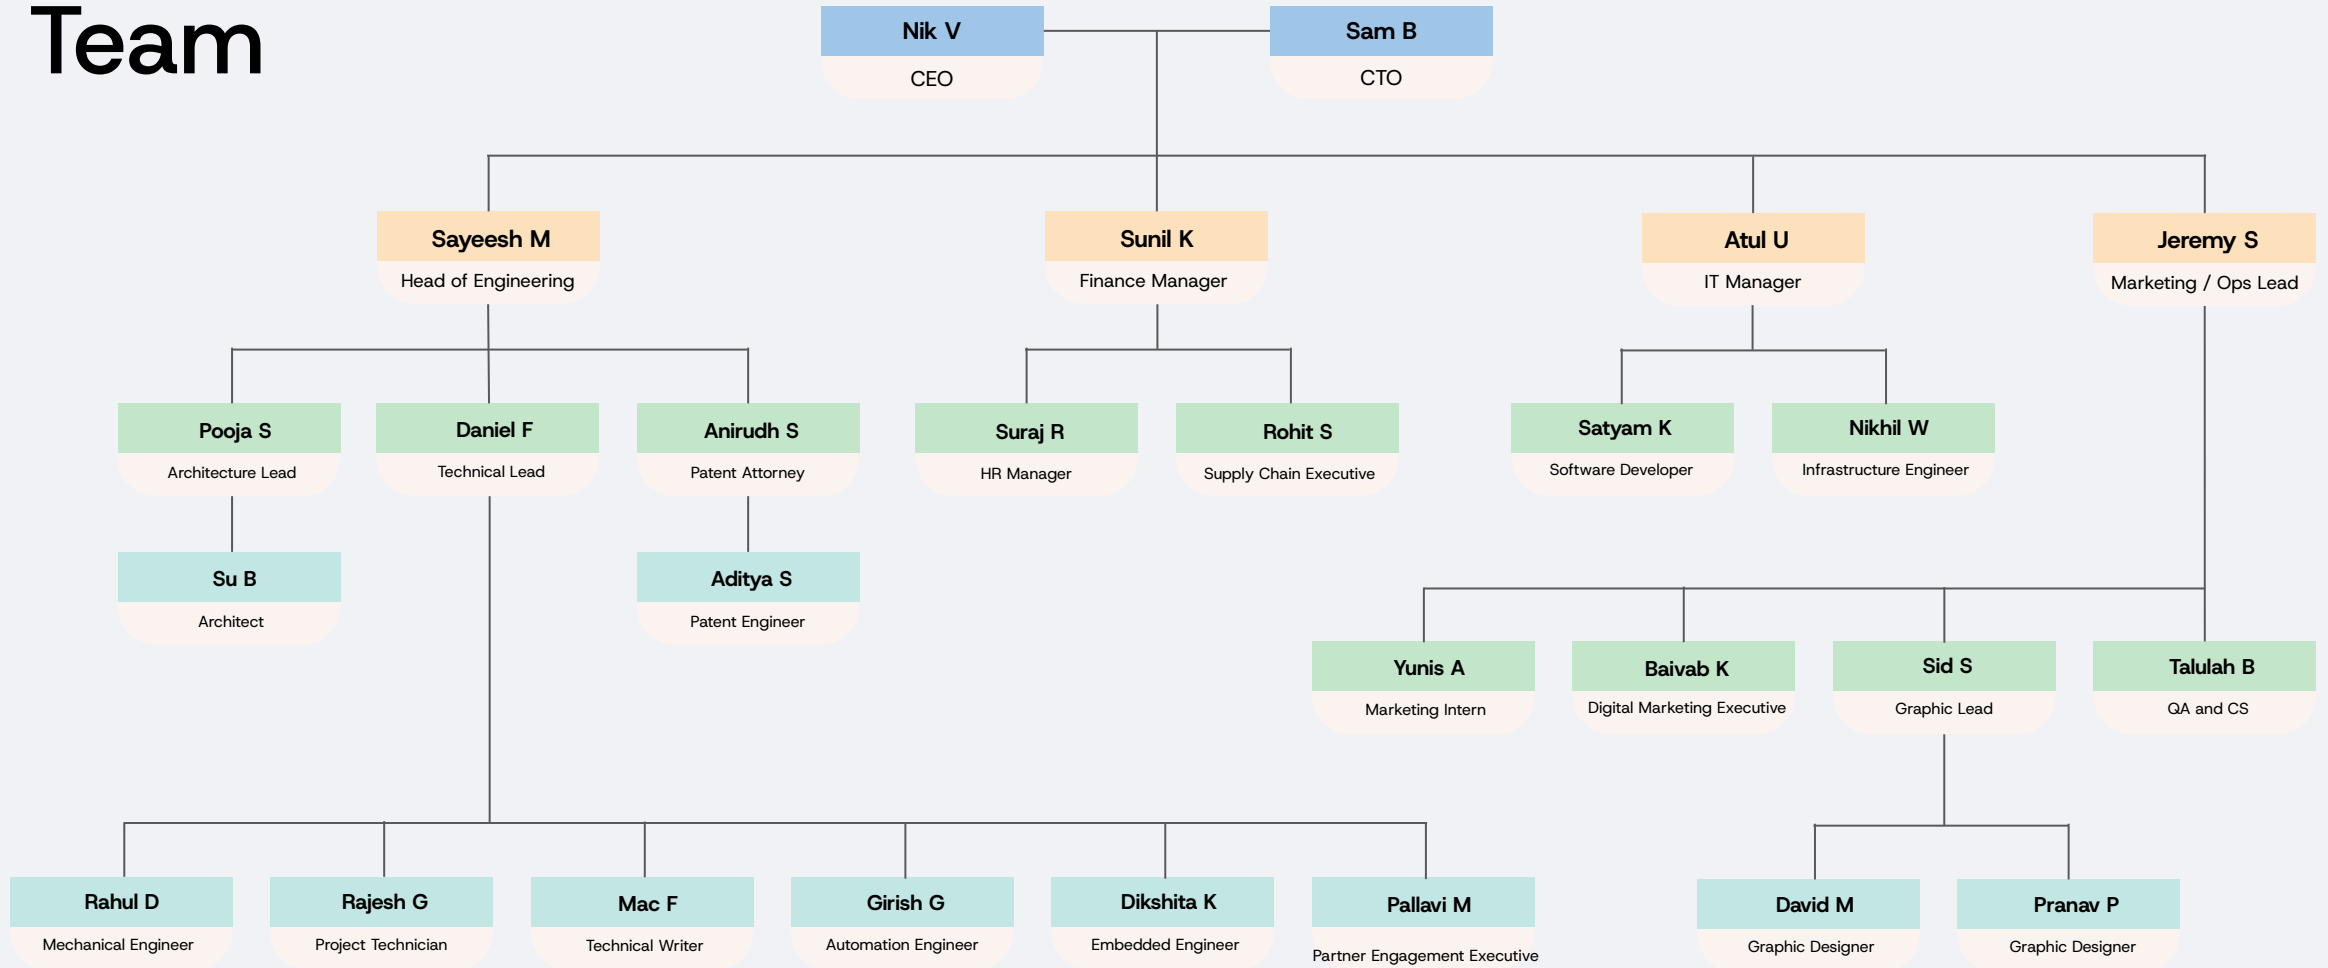 Team
Nik V
CEO
Sam B
CTO
Sayeesh M
Head of Engineering
Sunil K
Finance Manager
Atul U
IT Manager
Jeremy S
Marketing / Ops Lead
Pooja S
Architecture Lead
Daniel F
Technical Lead
Anirudh S
Patent Attorney
Suraj R
HR Manager
Rohit S
Supply Chain Executive
Satyam K
Software Developer
Nikhil W
Infrastructure Engineer
Su B
Architect
Aditya S
Patent Engineer
Yunis A
Marketing Intern
Baivab K
Digital Marketing Executive
Sid S
Graphic Lead
Talulah B
QA and CS
Rahul D
Mechanical Engineer
Rajesh G
Project Technician
Mac F
Technical Writer
Girish G
Automation Engineer
Dikshita K
Embedded Engineer
Pallavi M
Partner Engagement Executive
David M
Graphic Designer
Pranav P
Graphic Designer